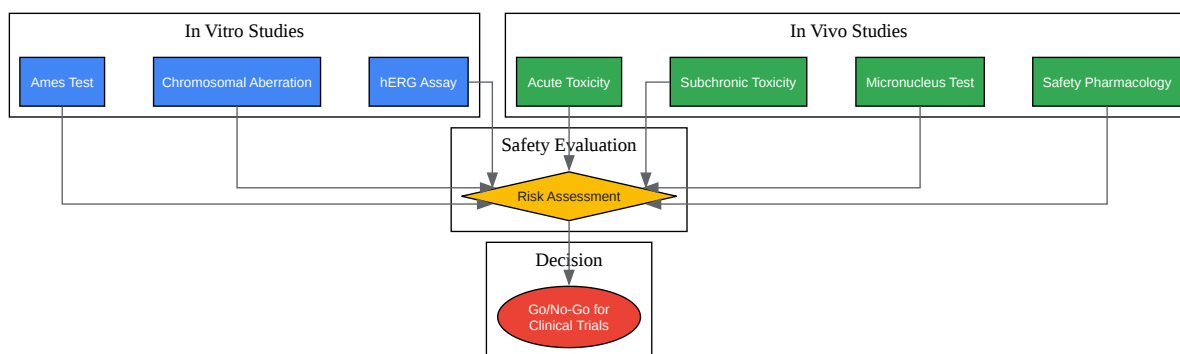 In Vitro Studies
In Vivo Studies
Ames Test
Chromosomal Aberration
hERG Assay
Acute Toxicity
Subchronic Toxicity
Micronucleus Test
Safety Pharmacology
Safety Evaluation
Risk Assessment
Decision
Go/No-Go for
Clinical Trials